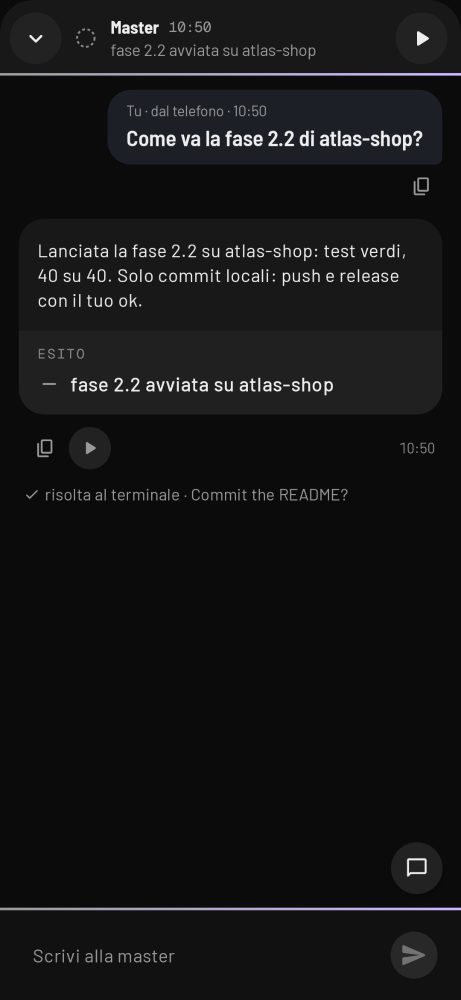 Master 10:50
fase 2.2 avviata su atlas-shop
Tu · dal telefono · 10:50
Come va la fase 2.2 di atlas-shop?
Lanciata la fase 2.2 su atlas-shop: test verdi,
40 su 40. Solo commit locali: push e release
con il tuo ok.
ESITO
— fase 2.2 avviata su atlas-shop
10:50
risolta al terminale · Commit the README?
Scrivi alla master